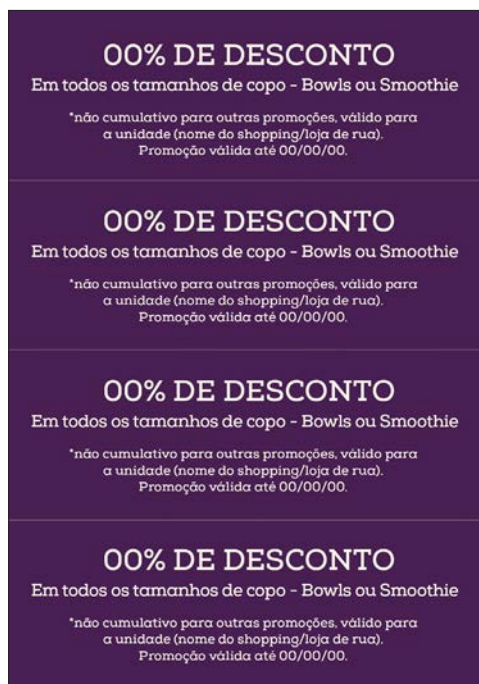 00% DE DESCONTO
Em todos os tamanhos de copo - Bowls ou Smoothie
*não cumulativo para outras promoções, válido para
a unidade (nome do shopping/loja de rua).
Promoção válida até 00/00/00.
00% DE DESCONTO
Em todos os tamanhos de copo - Bowls ou Smoothie
*não cumulativo para outras promoções, válido para
a unidade (nome do shopping/loja de rua).
Promoção válida até 00/00/00.
00% DE DESCONTO
Em todos os tamanhos de copo - Bowls ou Smoothie
*não cumulativo para outras promoções, válido para
a unidade (nome do shopping/loja de rua).
Promoção válida até 00/00/00.
00% DE DESCONTO
Em todos os tamanhos de copo - Bowls ou Smoothie
*não cumulativo para outras promoções, válido para
a unidade (nome do shopping/loja de rua).
Promoção válida até 00/00/00.